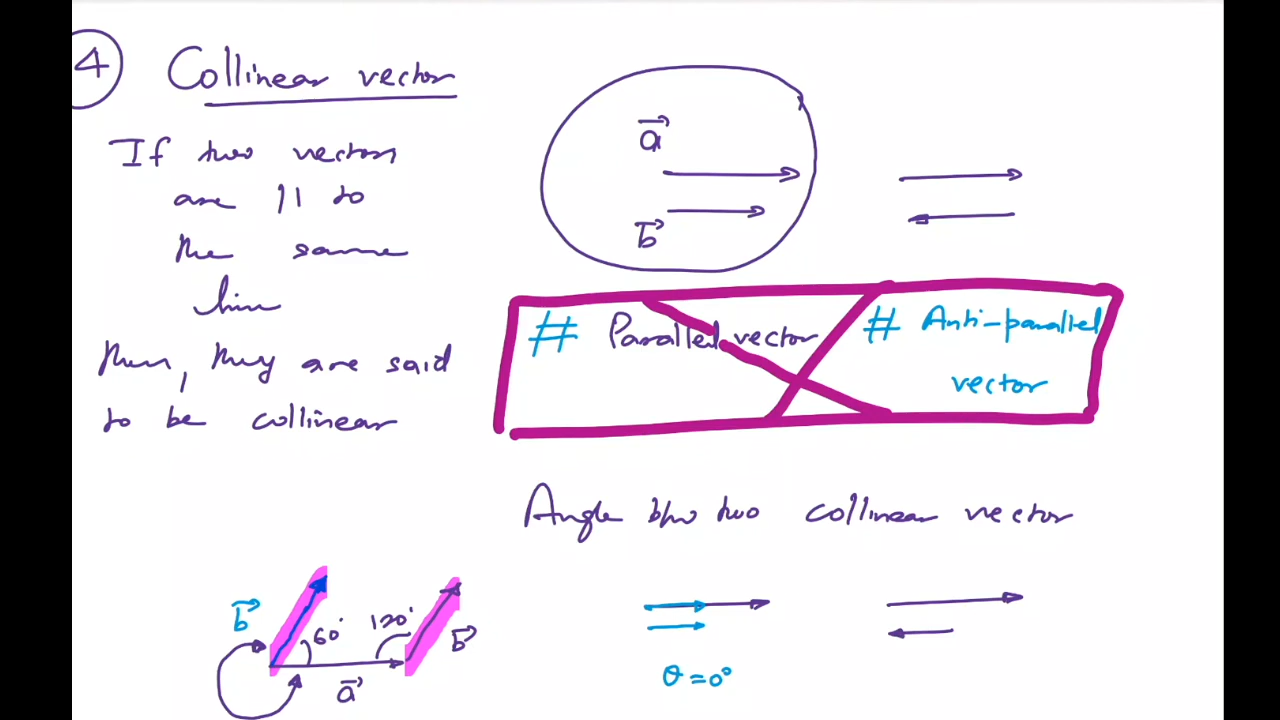 4 Collinear vector
If two vectors
are || to
the same
line
then, they are said
to be collinear
a
b
# Parallel vector
# Anti-parallel
vector
Angle b/w two collinear vector
b
60°
120°
b
a
θ = 0°